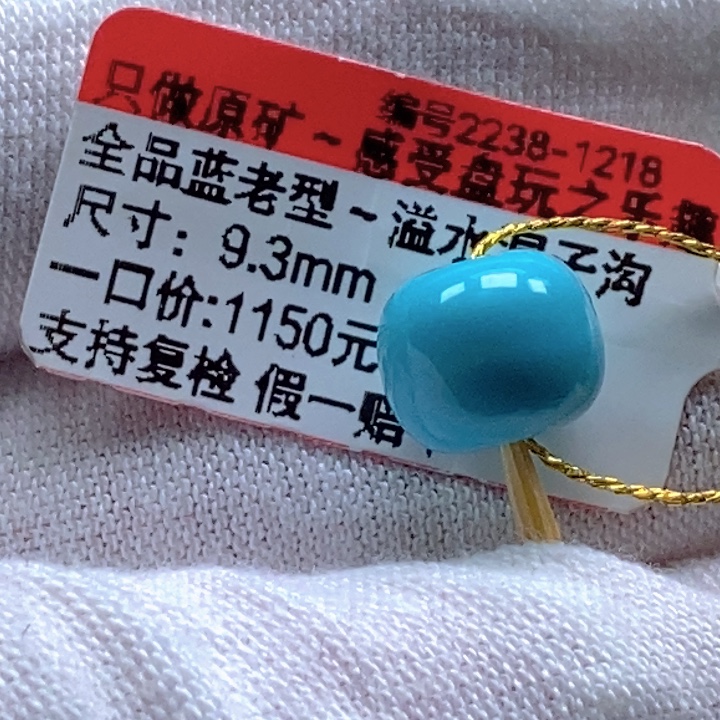 编号2238-1218
只做原矿~感受盘玩之乐趣
全品蓝老型~溢水 子沟
尺寸: 9.3mm
一口价:1150元
支持复检 假一赔